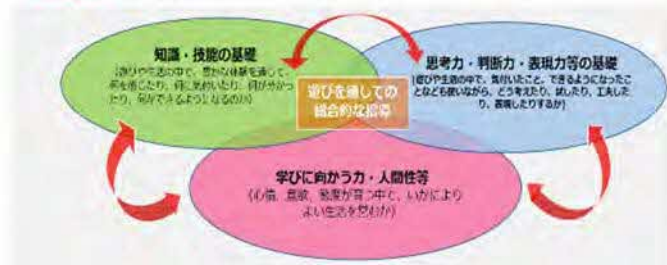 知識・技能の基礎
(遊びや生活の中で、豊かな体験を通じて、
何を感じたり、何に気付いたり、何が分かっ
たり、何ができるようになるのか)
思考力・判断力・表現力等の基礎
(遊びや生活の中で、気付いたこと、できるようになったこ
となども使いながら、どう考えたり、試したり、工夫した
り、表現したりするか)
遊びを通しての
総合的な指導
学びに向かう力・人間性等
(心情、意欲、態度が育つ中で、いかにより
よい生活を営むか)